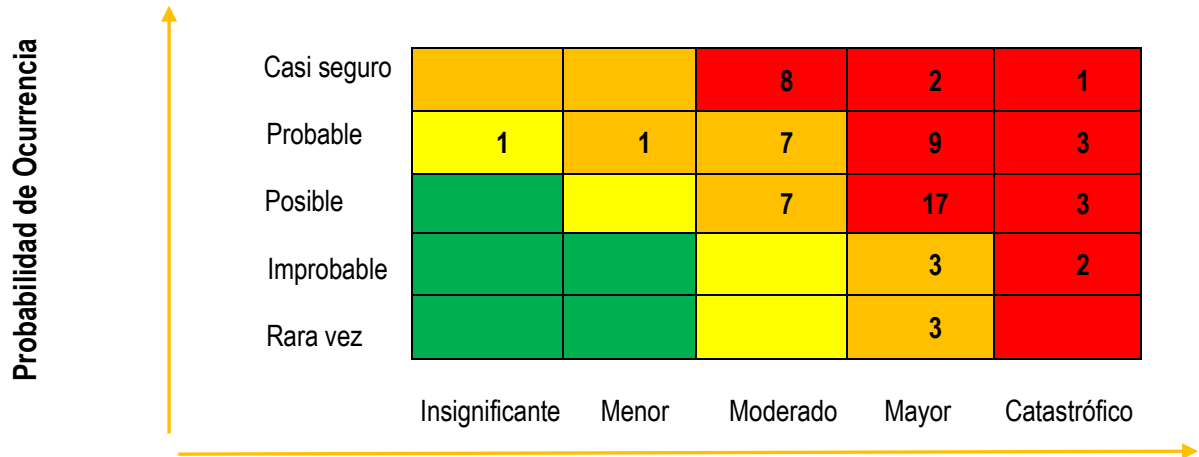 Probabilidad de Ocurrencia
Casi seguro 8 2 1
Probable 1 1 7 9 3
Posible 7 17 3
Improbable 3 2
Rara vez 3
Insignificante Menor Moderado Mayor Catastrófico